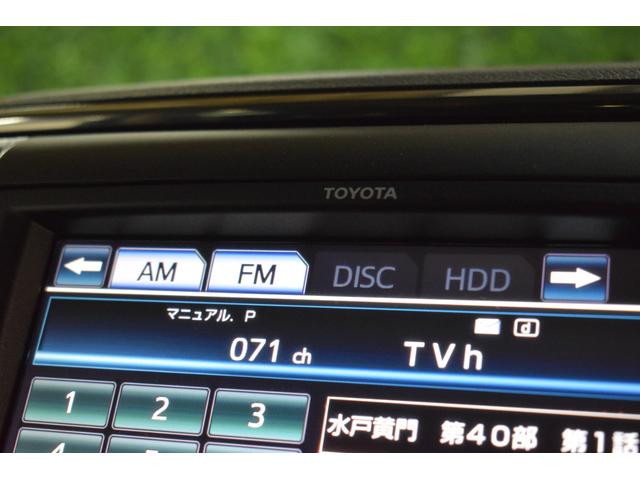 TOYOTA
AM FM DISC HDD
マニュアル. P
d
071 ch TVh
1 2 3
水戸黄門 第40部 第1話